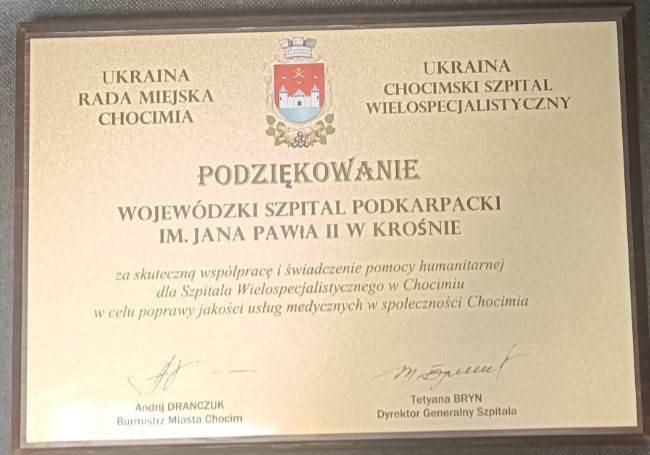 UKRAINA
RADA MIEJSKA
CHOCIMIA
UKRAINA
CHOCIMSKI SZPITAL
WIELOSPECJALISTYCZNY
PODZIĘKOWANIE
WOJEWÓDZKI SZPITAL PODKARPACKI
IM. JANA PAWłA II W KROŚNIE
za skuteczną współpracę i świadczenie pomocy humanitarnej
dla Szpitala Wielospecjalistycznego w Chocimiu
w celu poprawy jakości usług medycznych w społeczności Chocimia
Andrij DRANCZUK
Burmistrz Miasta Chocim
Tetyana BRYN
Dyrektor Generalny Szpitala